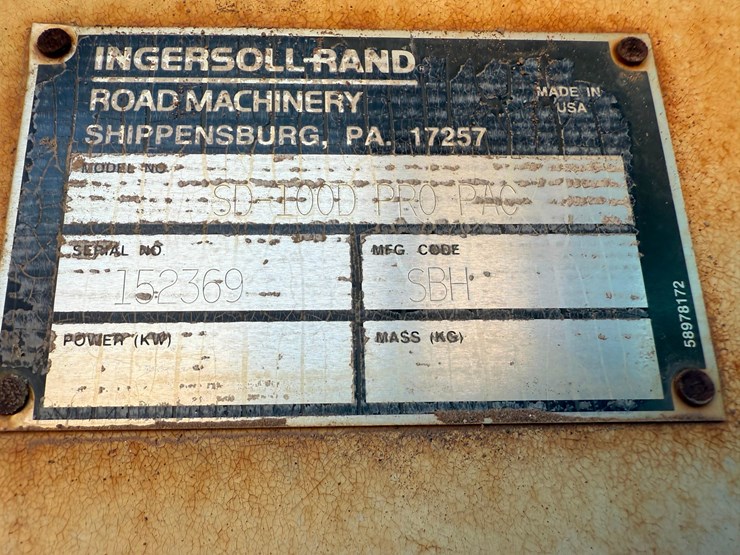 INGERSOLL-RAND
ROAD MACHINERY
SHIPPENSBURG, PA. 17257
MADE IN
USA
MODEL NO.
SD-100D PRO PAC
SERIAL NO.
152369
MFG. CODE
SBH
POWER (KW)
MASS (KG)
58978172